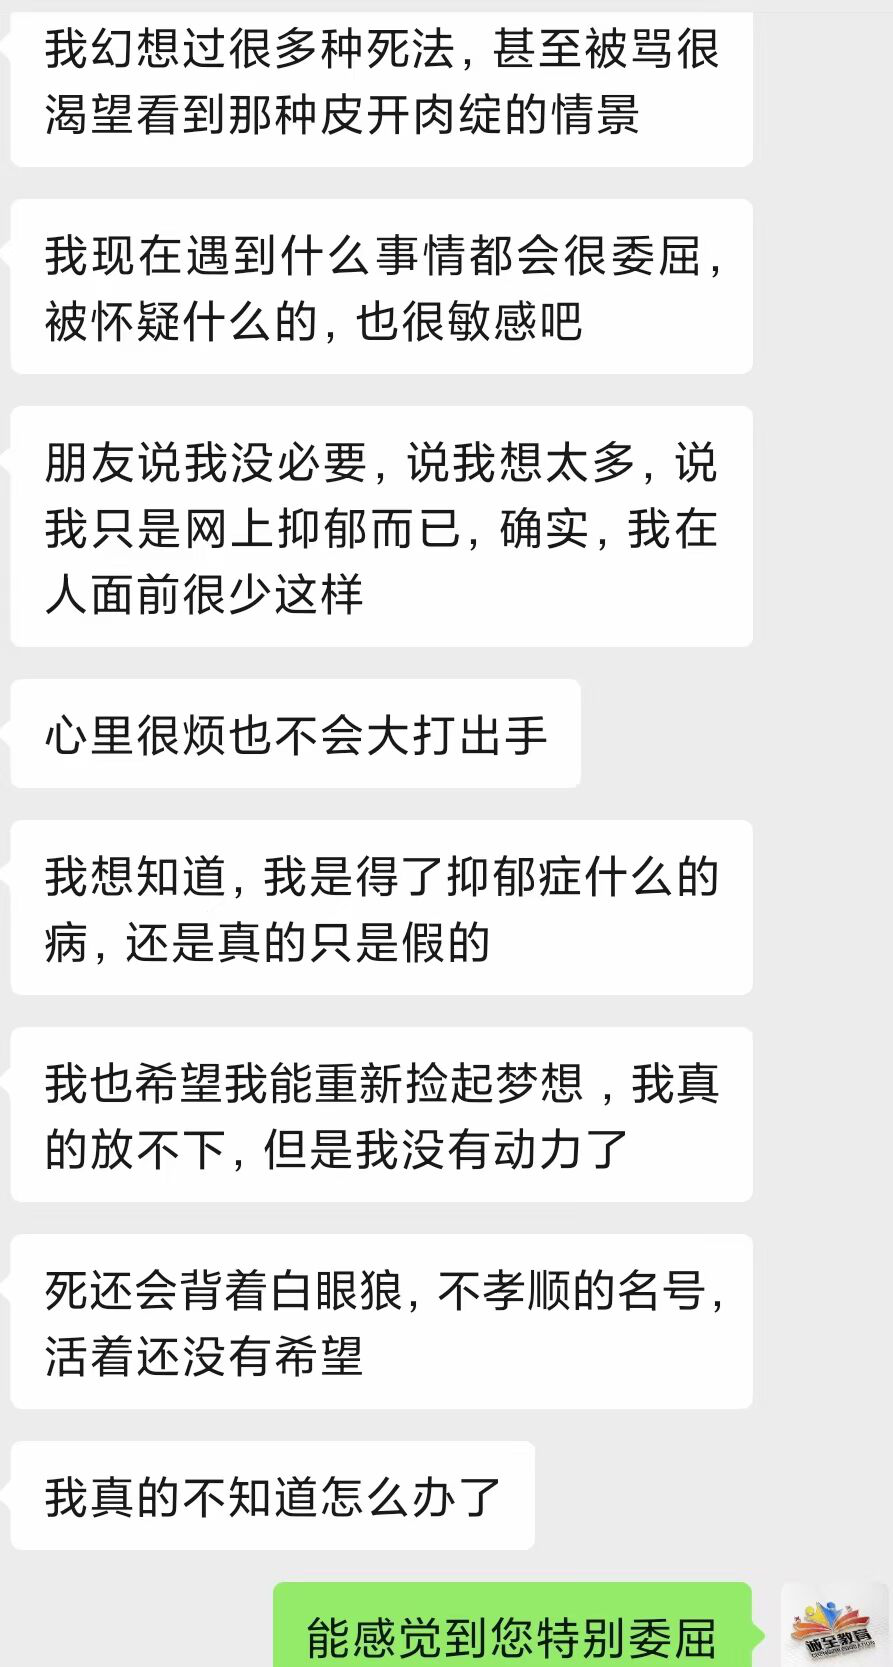 我幻想过很多种死法，甚至被骂很
渴望看到那种皮开肉绽的情景
我现在遇到什么事情都会很委屈，
被怀疑什么的，也很敏感吧
朋友说我没必要，说我想太多，说
我只是网上抑郁而已，确实，我在
人面前很少这样
心里很烦也不会大打出手
我想知道，我是得了抑郁症什么的
病，还是真的只是假的
我也希望我能重新捡起梦想，我真
的放不下，但是我没有动力了
死还会背着白眼狼，不孝顺的名号，
活着还没有希望
我真的不知道怎么办了
能感觉到您特别委屈
诚至教育